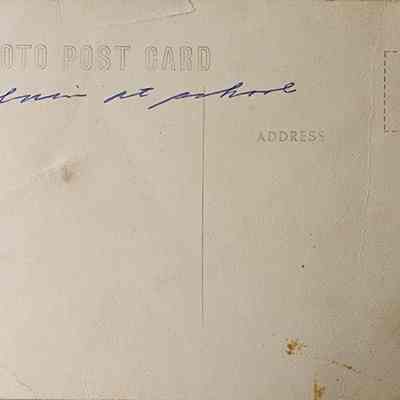 OTO POST CARD
at school
ADDRESS